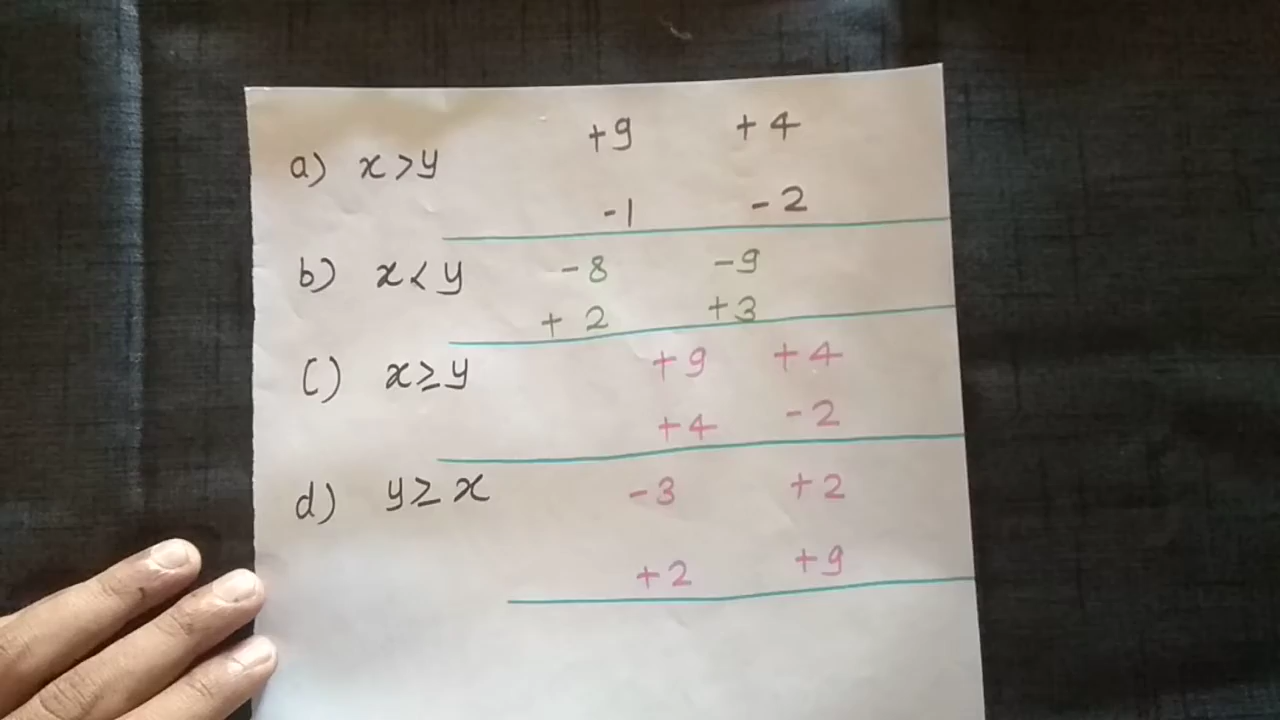 +9 +4
a) x>y
-1 -2
b) x<y -8 -9
+2 +3
c) x≥y +9 +4
+4 -2
d) y≥x -3 +2
+2 +9